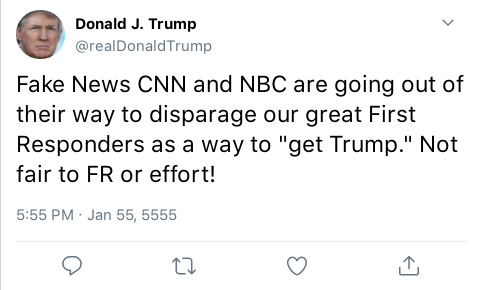 Donald J. Trump
@realDonaldTrump
Fake News CNN and NBC are going out of
their way to disparage our great First
Responders as a way to "get Trump." Not
fair to FR or effort!
5:55 PM · Jan 55, 5555